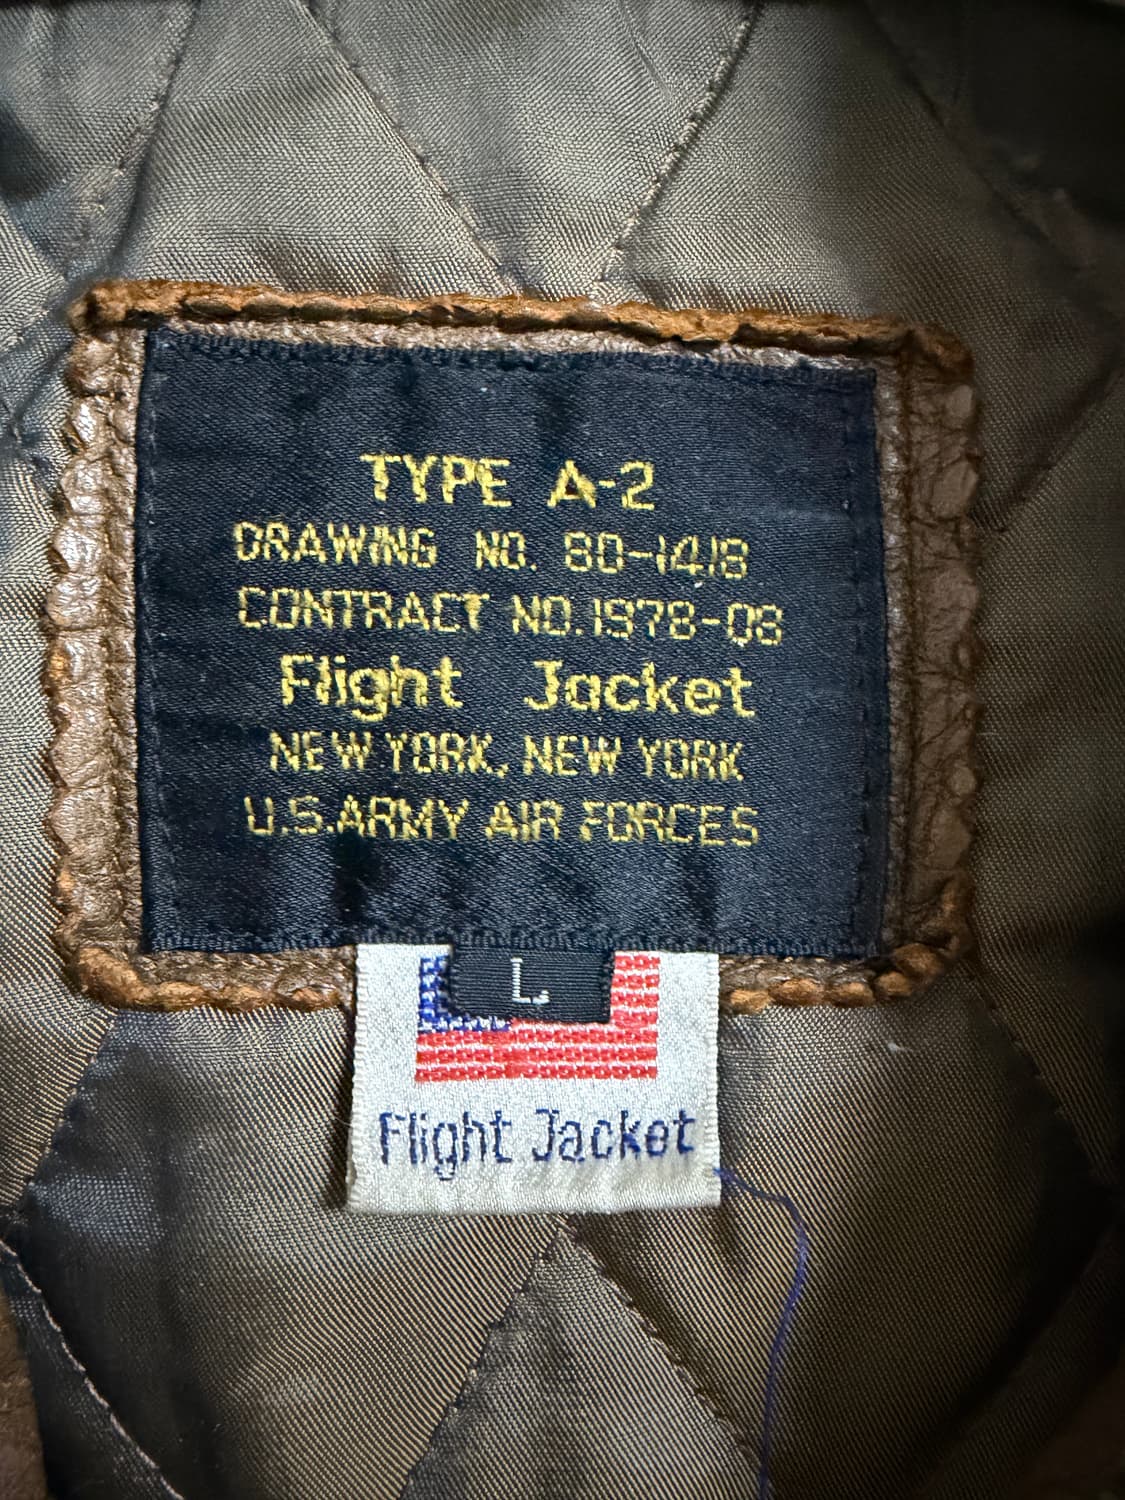 TYPE A-2
DRAWING NO. 80-1418
CONTRACT NO.1978-08
Flight Jacket
NEW YORK, NEW YORK
U.S.ARMY AIR FORCES
L
Flight Jacket